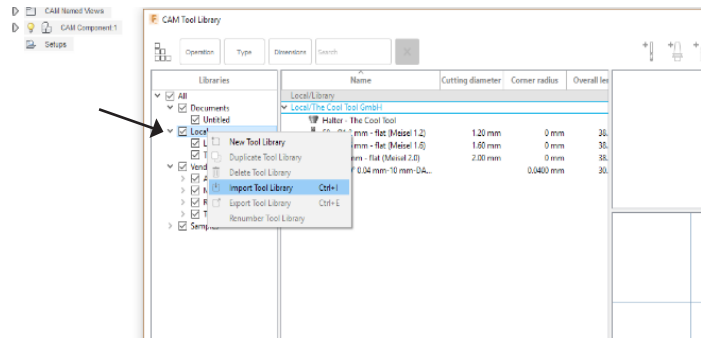 CAM Named Views
CAM Component:1
Setups
CAM Tool Library
Operation
Type
Dimensions
Search
Libraries
Name
Cutting diameter
Corner radius
Overall le
All
Documents
Untitled
Local
Vend
Samples
Local/Library
Local/The Cool Tool GmbH
Halter - The Cool Tool
mm - flat (Meisel 1.2) 1.20 mm 0 mm 38.
mm - flat (Meisel 1.6) 1.60 mm 0 mm 38.
mm - flat (Meisel 2.0) 2.00 mm 0 mm 38.
0.04 mm-10 mm-DA... 0.0400 mm 30.
New Tool Library
Duplicate Tool Library
Delete Tool Library
Import Tool Library Ctrl+I
Export Tool Library Ctrl+E
Renumber Tool Library